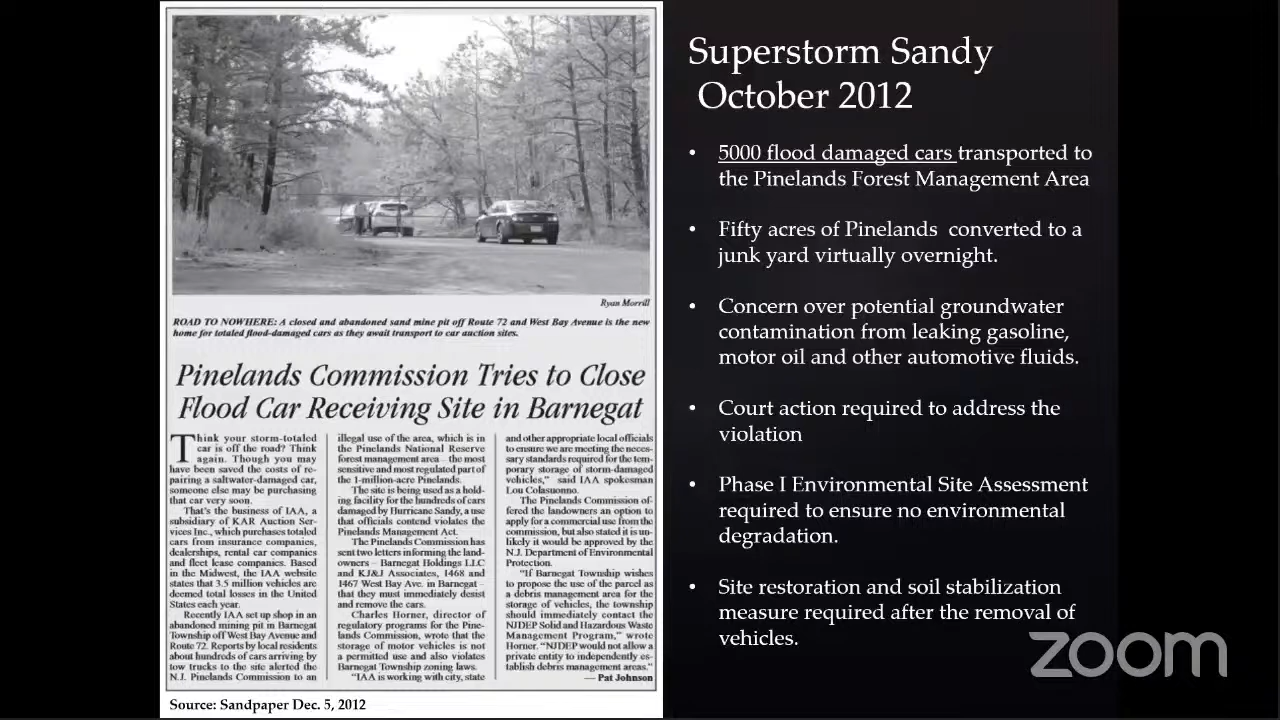 Ryan Morrill
ROAD TO NOWHERE: A closed and abandoned sand mine pit off Route 72 and West Bay Avenue is the new
home for totaled flood-damaged cars as they await transport to car auction sites.
Pinelands Commission Tries to Close
Flood Car Receiving Site in Barnegat
Think your storm-totaled
car is off the road? Think
again. Though you may
have been saved the costs of re-
pairing a saltwater-damaged car,
someone else may be purchasing
that car very soon.
That's the business of IAA, a
subsidiary of KAR Auction Ser-
vices Inc., which purchases totaled
cars from insurance companies,
dealerships, rental car companies
and fleet lease companies. Based
in the Midwest, the IAA website
states that 3.5 million vehicles are
deemed total losses in the United
States each year.
Recently IAA set up shop in an
abandoned mining pit in Barnegat
Township off West Bay Avenue and
Route 72. Reports by local residents
about hundreds of cars arriving by
tow trucks to the site alerted the
N.J. Pinelands Commission to an
illegal use of the area, which is in
the Pinelands National Reserve
forest management area – the most
sensitive and most regulated part of
the 1-million-acre Pinelands.
The site is being used as a hold-
ing facility for the hundreds of cars
damaged by Hurricane Sandy, a use
that officials contend violates the
Pinelands Management Act.
The Pinelands Commission has
sent two letters informing the land-
owners – Barnegat Holdings LLC
and KJ&J Associates, 1468 and
1467 West Bay Ave. in Barnegat –
that they must immediately desist
and remove the cars.
Charles Horner, director of
regulatory programs for the Pine-
lands Commission, wrote that the
storage of motor vehicles is not
a permitted use and also violates
Barnegat Township zoning laws.
"IAA is working with city, state
and other appropriate local officials
to ensure we are meeting the neces-
sary standards required for the tem-
porary storage of storm-damaged
vehicles," said IAA spokesman
Lou Colasuonno.
The Pinelands Commission of-
fered the landowners an option to
apply for a commercial use from the
commission, but also stated it is un-
likely it would be approved by the
N.J. Department of Environmental
Protection.
"If Barnegat Township wishes
to propose the use of the parcel as
a debris management area for the
storage of vehicles, the township
should immediately contact the
NJDEP Solid and Hazardous Waste
Management Program," wrote
Horner. "NJDEP would not allow a
private entity to independently es-
tablish debris management areas."
— Pat Johnson
Source: Sandpaper Dec. 5, 2012
Superstorm Sandy
October 2012
• 5000 flood damaged cars transported to
the Pinelands Forest Management Area
• Fifty acres of Pinelands converted to a
junk yard virtually overnight.
• Concern over potential groundwater
contamination from leaking gasoline,
motor oil and other automotive fluids.
• Court action required to address the
violation
• Phase I Environmental Site Assessment
required to ensure no environmental
degradation.
• Site restoration and soil stabilization
measure required after the removal of
vehicles.
zoom